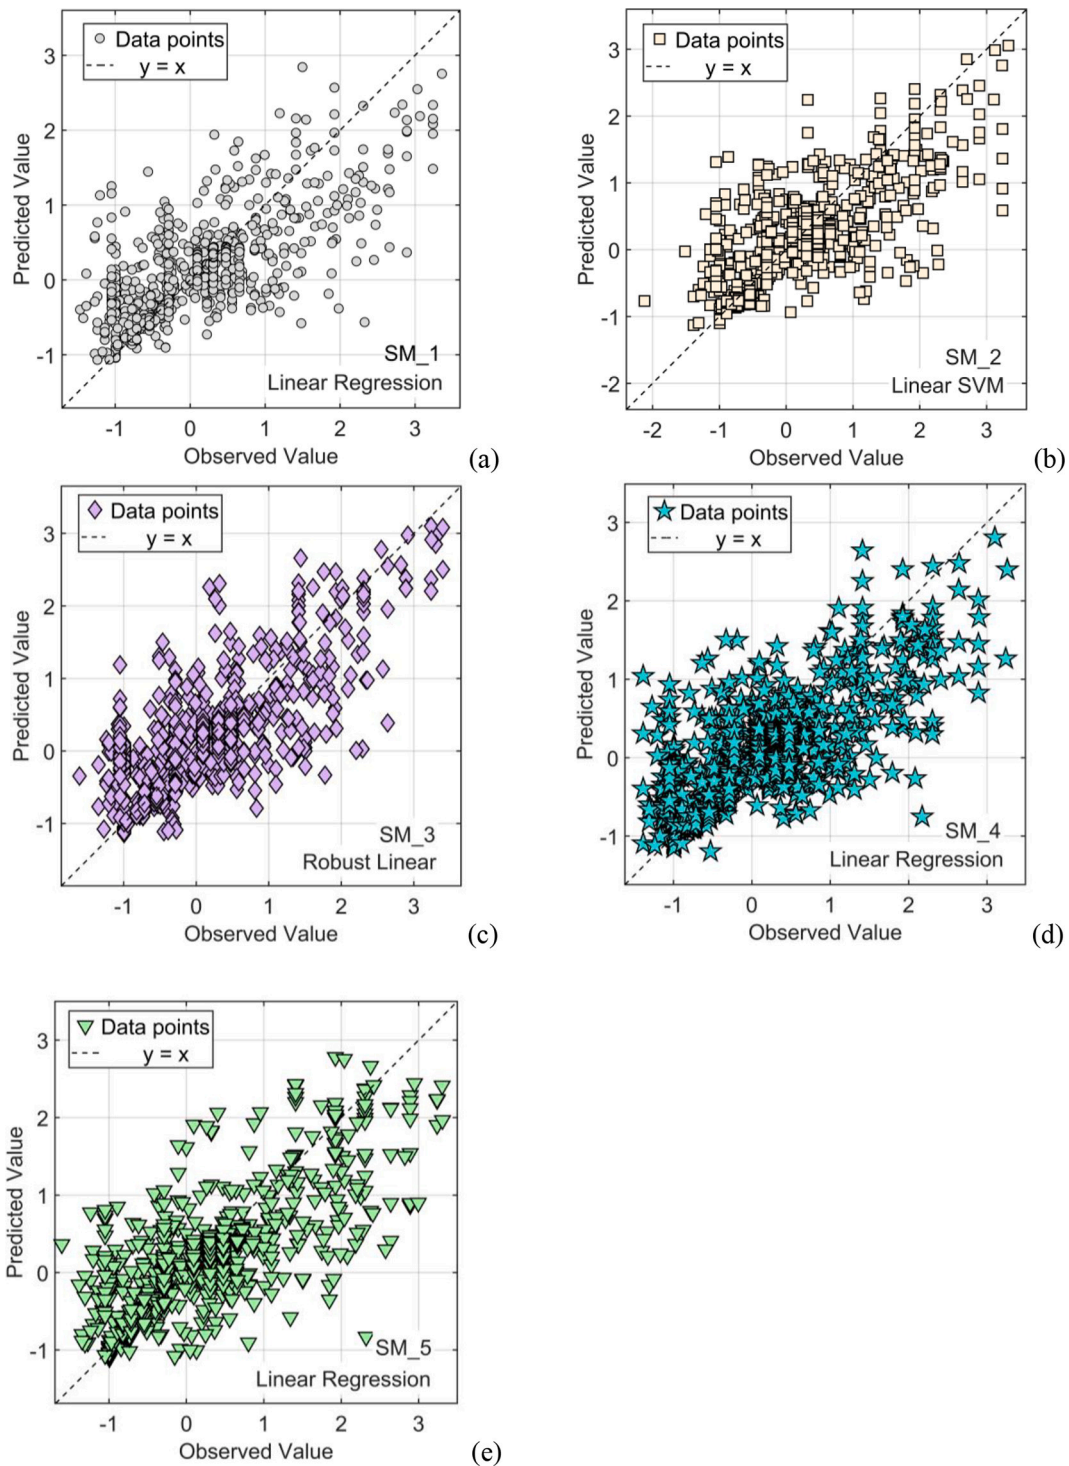 Data points
y = x
3
2
1
0
-1
Predicted Value
SM_1
Linear Regression
-1 0 1 2 3
Observed Value
(a)
Data points
y = x
3
2
1
0
-1
-2
Predicted Value
SM_2
Linear SVM
-2 -1 0 1 2 3
Observed Value
(b)
Data points
y = x
3
2
1
0
-1
Predicted Value
SM_3
Robust Linear
-1 0 1 2 3
Observed Value
(c)
Data points
y = x
3
2
1
0
-1
Predicted Value
SM_4
Linear Regression
-1 0 1 2 3
Observed Value
(d)
Data points
y = x
3
2
1
0
-1
Predicted Value
SM_5
Linear Regression
-1 0 1 2 3
Observed Value
(e)